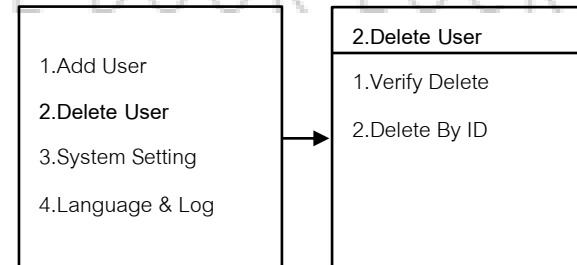 1.Add User
2.Delete User
3.System Setting
4.Language & Log
2.Delete User
1.Verify Delete
2.Delete By ID